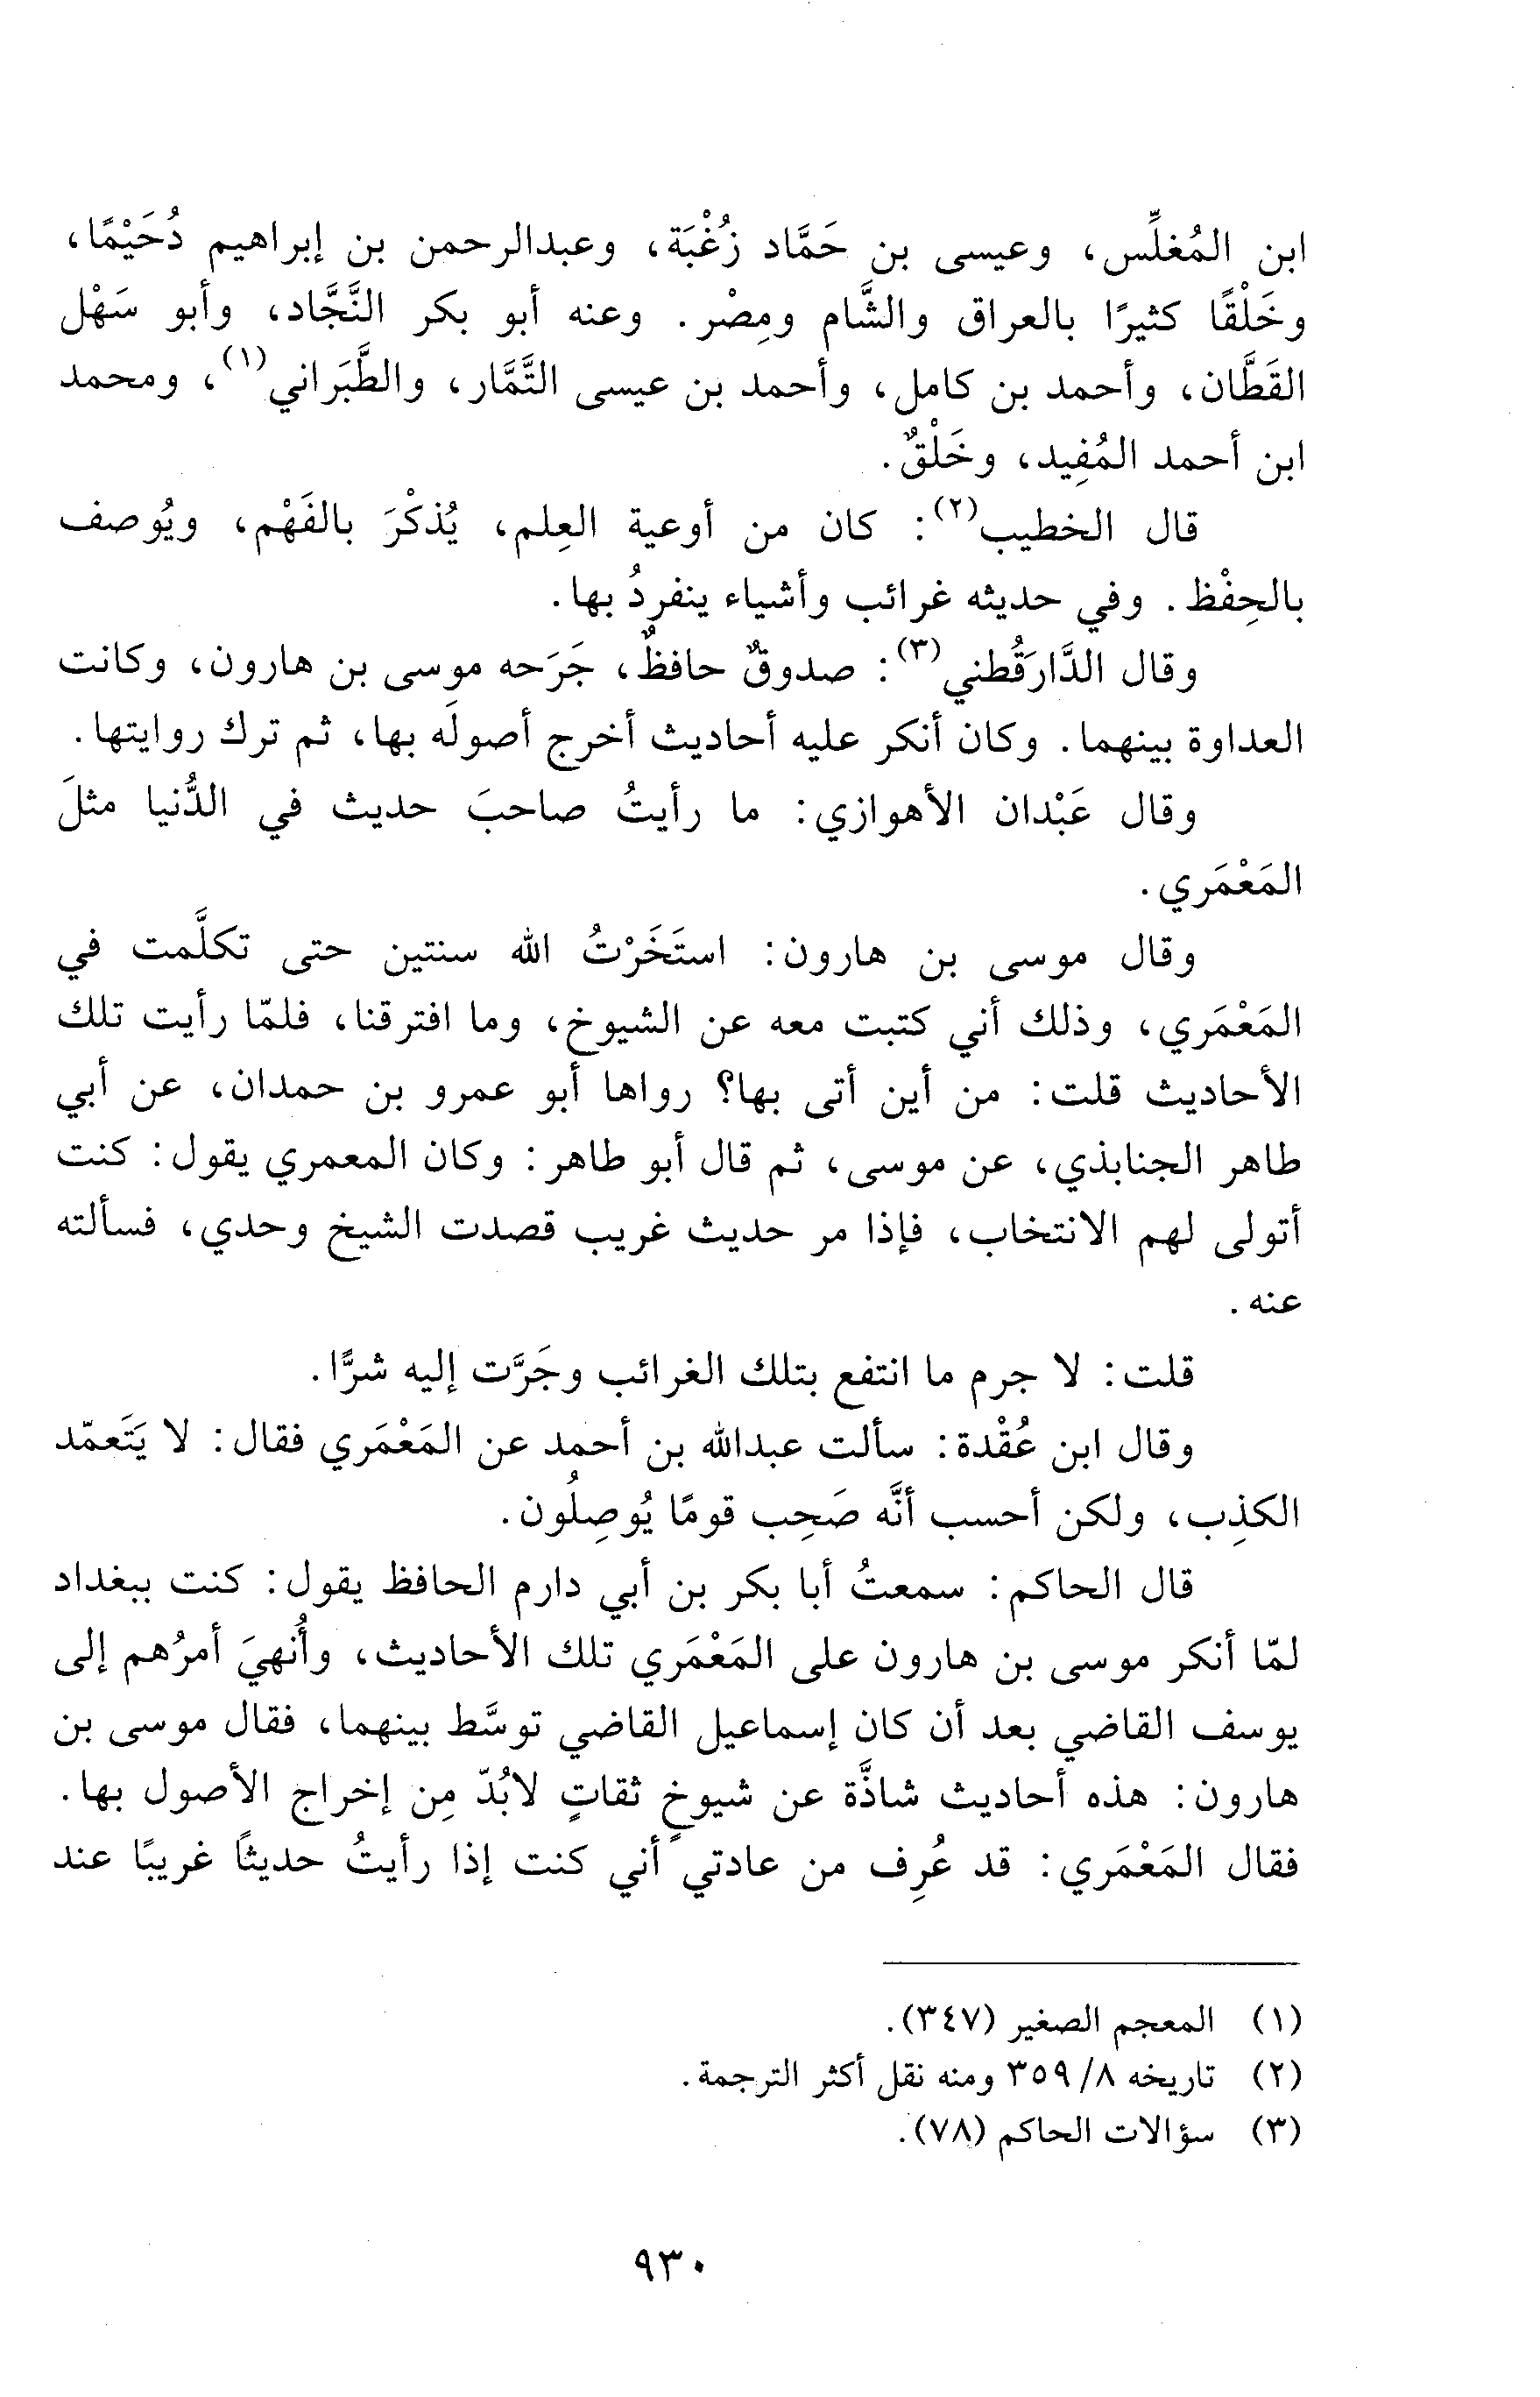 ابن المُغلِّس، وعيسى بن حَمَّاد زُغْبَة، وعبدالرحمن بن إبراهيم دُحَيْمًا،
وخَلْقًا كثيرًا بالعراق والشَّام ومِصْر. وعنه أبو بكر النَّجَّاد، وأبو سَهْل
القَطَّان، وأحمد بن كامل، وأحمد بن عيسى التَّمَّار، والطَّبَراني(١)، ومحمد
ابن أحمد المُفِيد، وخَلْقٌ.
قال الخطيب(٢): كان من أوعية العِلم، يُذكْرَ بالفَهْم، ويُوصف
بالحِفْظ. وفي حديثه غرائب وأشياء ينفردُ بها.
وقال الدَّارَقُطني(٣): صدوقٌ حافظٌ، جَرَحه موسى بن هارون، وكانت
العداوة بينهما. وكان أنكر عليه أحاديث أخرج أصولَه بها، ثم ترك روايتها.
وقال عَبْدان الأهوازي: ما رأيتُ صاحبَ حديث في الدُّنيا مثلَ
المَعْمَري.
وقال موسى بن هارون: استَخَرْتُ الله سنتين حتى تكلَّمت في
المَعْمَري، وذلك أني كتبت معه عن الشيوخ، وما افترقنا، فلمّا رأيت تلك
الأحاديث قلت: من أين أتى بها؟ رواها أبو عمرو بن حمدان، عن أبي
طاهر الجنابذي، عن موسى، ثم قال أبو طاهر: وكان المعمري يقول: كنت
أتولى لهم الانتخاب، فإذا مر حديث غريب قصدت الشيخ وحدي، فسألته
عنه.
قلت: لا جرم ما انتفع بتلك الغرائب وجَرَّت إليه شرًّا.
وقال ابن عُقْدة: سألت عبدالله بن أحمد عن المَعْمَري فقال: لا يَتَعمّد
الكذِب، ولكن أحسب أنَّه صَحِب قومًا يُوصِلُون.
قال الحاكم: سمعتُ أبا بكر بن أبي دارم الحافظ يقول: كنت ببغداد
لمّا أنكر موسى بن هارون على المَعْمَري تلك الأحاديث، وأُنهيَ أمرُهم إلى
يوسف القاضي بعد أن كان إسماعيل القاضي توسَّط بينهما، فقال موسى بن
هارون: هذه أحاديث شاذَّة عن شيوخٍ ثقاتٍ لابُدّ مِن إخراج الأصول بها.
فقال المَعْمَري: قد عُرِف من عادتي أني كنت إذا رأيتُ حديثًا غريبًا عند
(١) المعجم الصغير (٣٤٧).
(٢) تاريخه ٨/ ٣٥٩ ومنه نقل أكثر الترجمة.
(٣) سؤالات الحاكم (٧٨).
٩٣٠